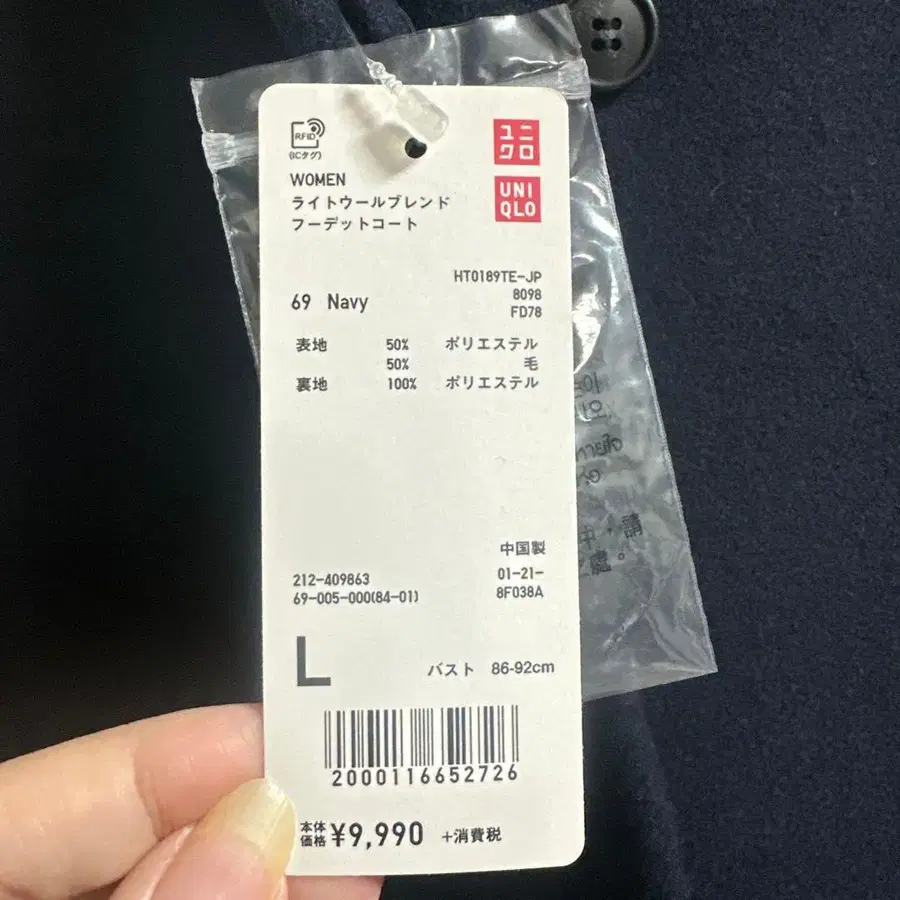 RFID
(ICタグ)
ユニ
クロ
UNI
QLO
WOMEN
ライトウールブレンド
フーデットコート
HT0189TE-JP
8098
FD78
69 Navy
表地 50% ポリエステル
50% 毛
裏地 100% ポリエステル
中国製
212-409863 01-21-
69-005-000(84-01) 8F038A
L バスト 86-92cm
2000116652726
本体
価格 ¥9,990 +消費税
請
處。